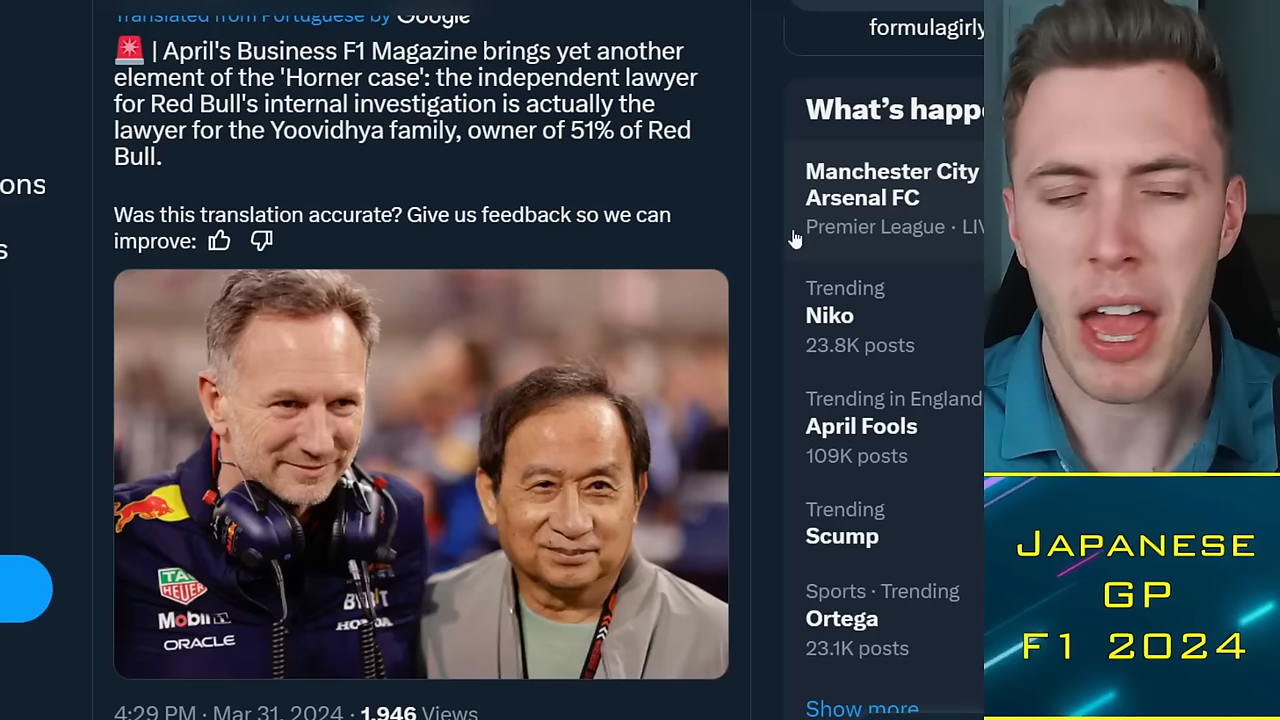 Translated from Portuguese by Google
| April's Business F1 Magazine brings yet another
element of the 'Horner case': the independent lawyer
for Red Bull's internal investigation is actually the
lawyer for the Yoovidhya family, owner of 51% of Red
Bull.
Was this translation accurate? Give us feedback so we can
improve:
TAG
HEUER
Mobil
ORACLE
HONDA
4:29 PM · Mar 31, 2024 · 1,946 Views
ons
s
formulagirly
What's happe
Manchester City
Arsenal FC
Premier League · LIV
Trending
Niko
23.8K posts
Trending in England
April Fools
109K posts
Trending
Scump
Sports · Trending
Ortega
23.1K posts
Show more
JAPANESE
GP
F1 2024